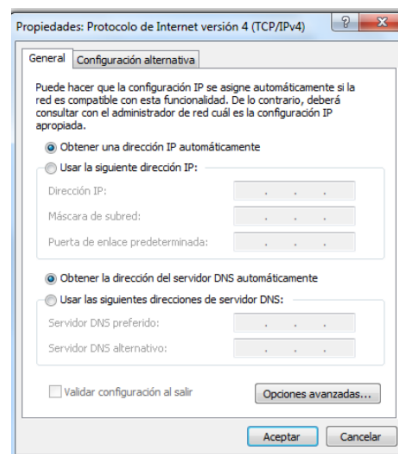 Propiedades: Protocolo de Internet versión 4 (TCP/IPv4)
General
Configuración alternativa
Puede hacer que la configuración IP se asigne automáticamente si la
red es compatible con esta funcionalidad. De lo contrario, deberá
consultar con el administrador de red cuál es la configuración IP
apropiada.
Obtener una dirección IP automáticamente
Usar la siguiente dirección IP:
Dirección IP:
Máscara de subred:
Puerta de enlace predeterminada:
Obtener la dirección del servidor DNS automáticamente
Usar las siguientes direcciones de servidor DNS:
Servidor DNS preferido:
Servidor DNS alternativo:
Validar configuración al salir
Opciones avanzadas...
Aceptar
Cancelar